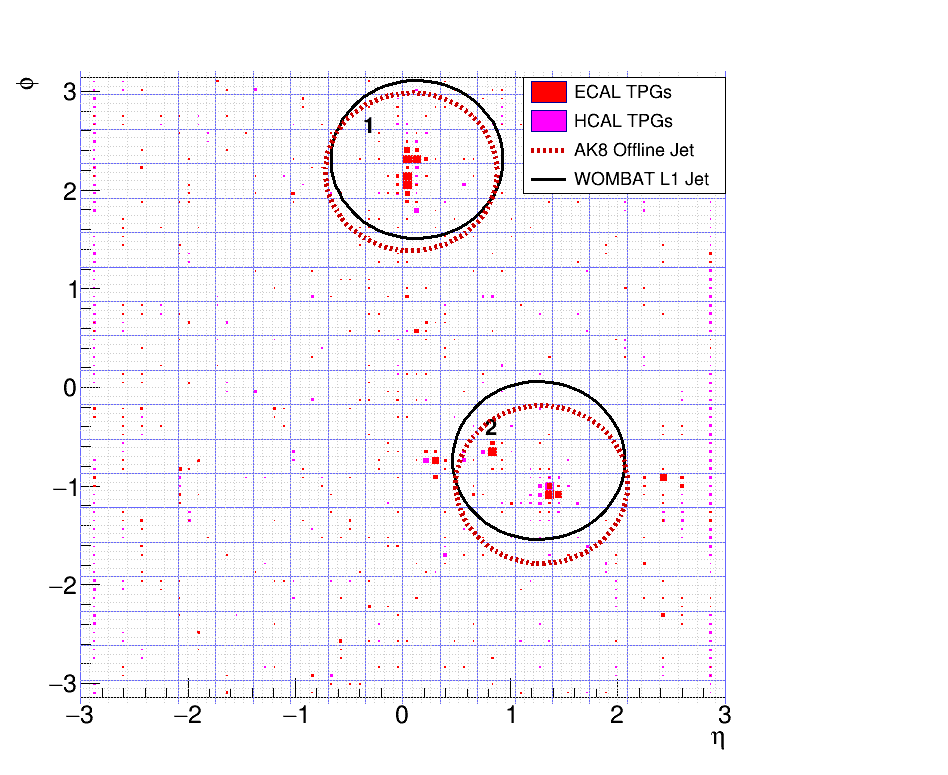 ϕ
3
2
1
0
−1
−2
−3
1
2
ECAL TPGs
HCAL TPGs
AK8 Offline Jet
WOMBAT L1 Jet
−3 −2 −1 0 1 2 3
η